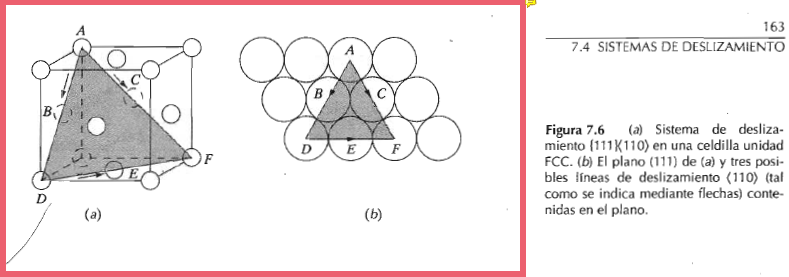 A
C
B
F
E
D
(a)
A
B
C
D
E
F
(b)
163
7.4 SISTEMAS DE DESLIZAMIENTO
Figura 7.6 (a) Sistema de desliza-
miento {111}⟨110⟩ en una celdilla unidad
FCC. (b) El plano (111) de (a) y tres posi-
bles líneas de deslizamiento ⟨110⟩ (tal
como se indica mediante flechas) conte-
nidas en el plano.